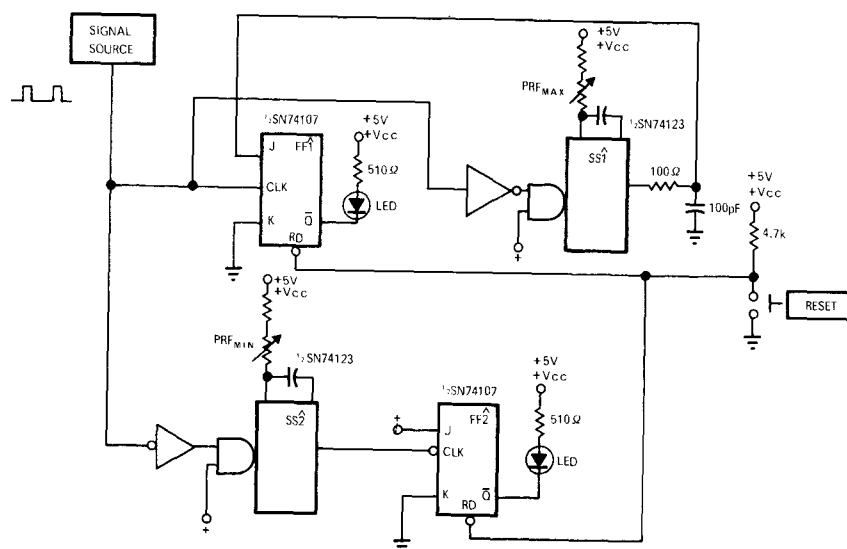 SIGNAL
SOURCE
+5V
+VCC
PRFMAX
½SN74123
SS1
½SN74107
J
FF1
CLK
K
Q̅
RD
+5V
+VCC
510Ω
LED
+
100Ω
100pF
+5V
+VCC
4.7k
RESET
+5V
+VCC
PRFMIN
½SN74123
SS2
+
½SN74107
+
J
FF2
CLK
K
Q̅
RD
+5V
+VCC
510Ω
LED